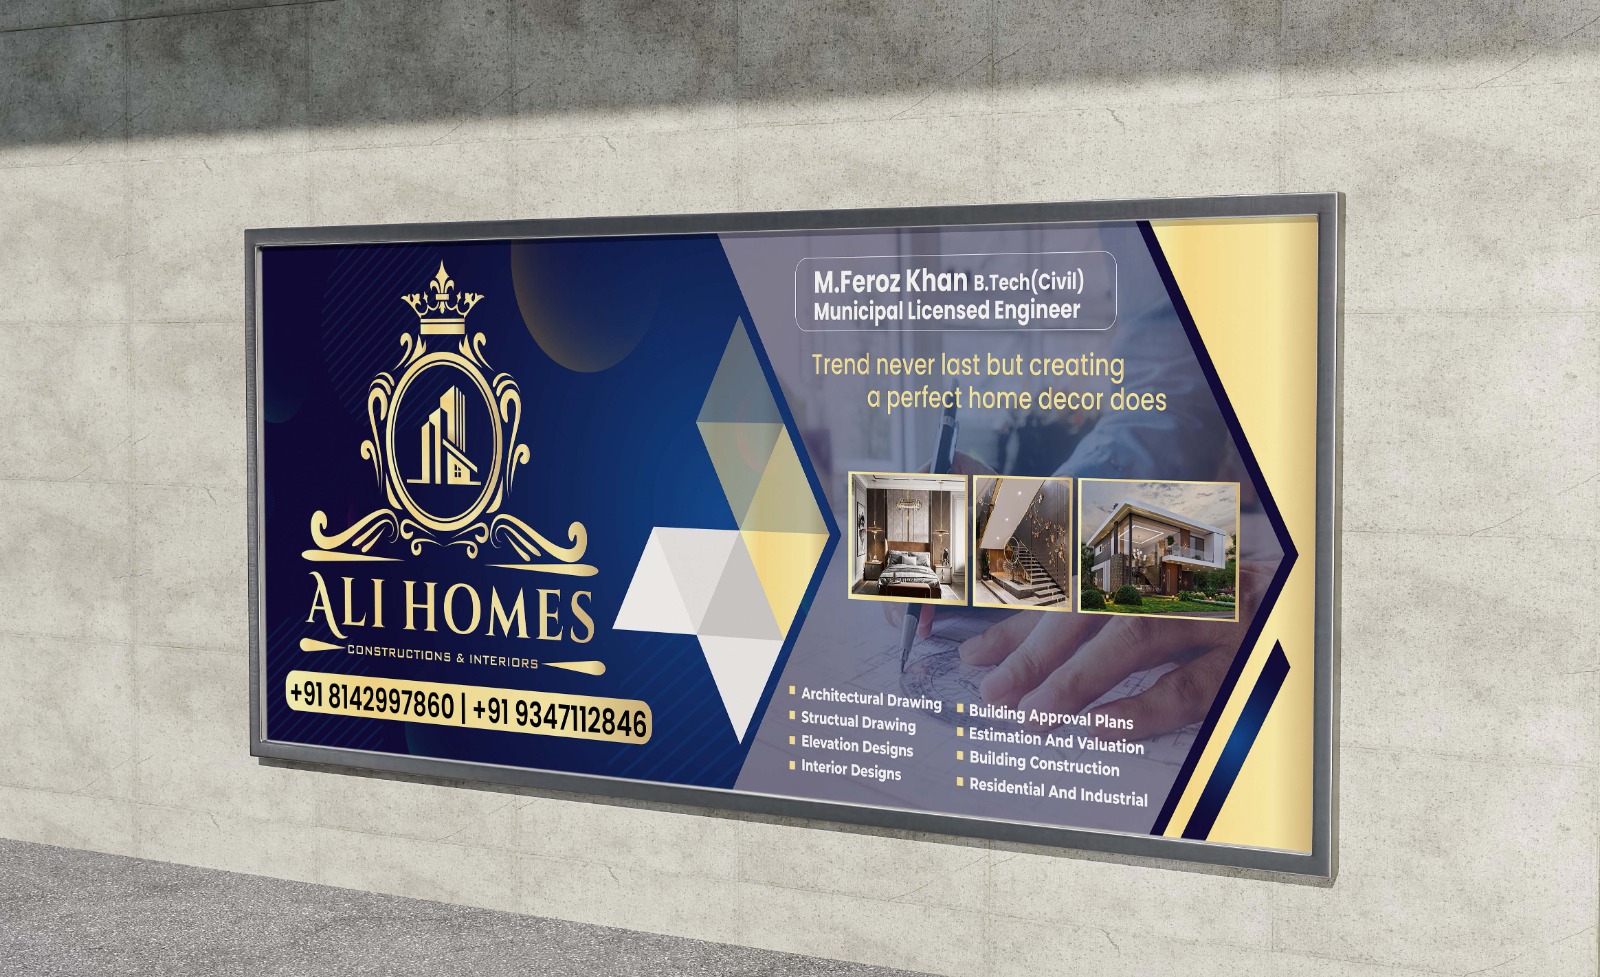 ALI HOMES
CONSTRUCTIONS & INTERIORS
+91 8142997860 | +91 9347112846
M.Feroz Khan B.Tech(Civil)
Municipal Licensed Engineer
Trend never last but creating
a perfect home decor does
Architectural Drawing
Structual Drawing
Elevation Designs
Interior Designs
Building Approval Plans
Estimation And Valuation
Building Construction
Residential And Industrial